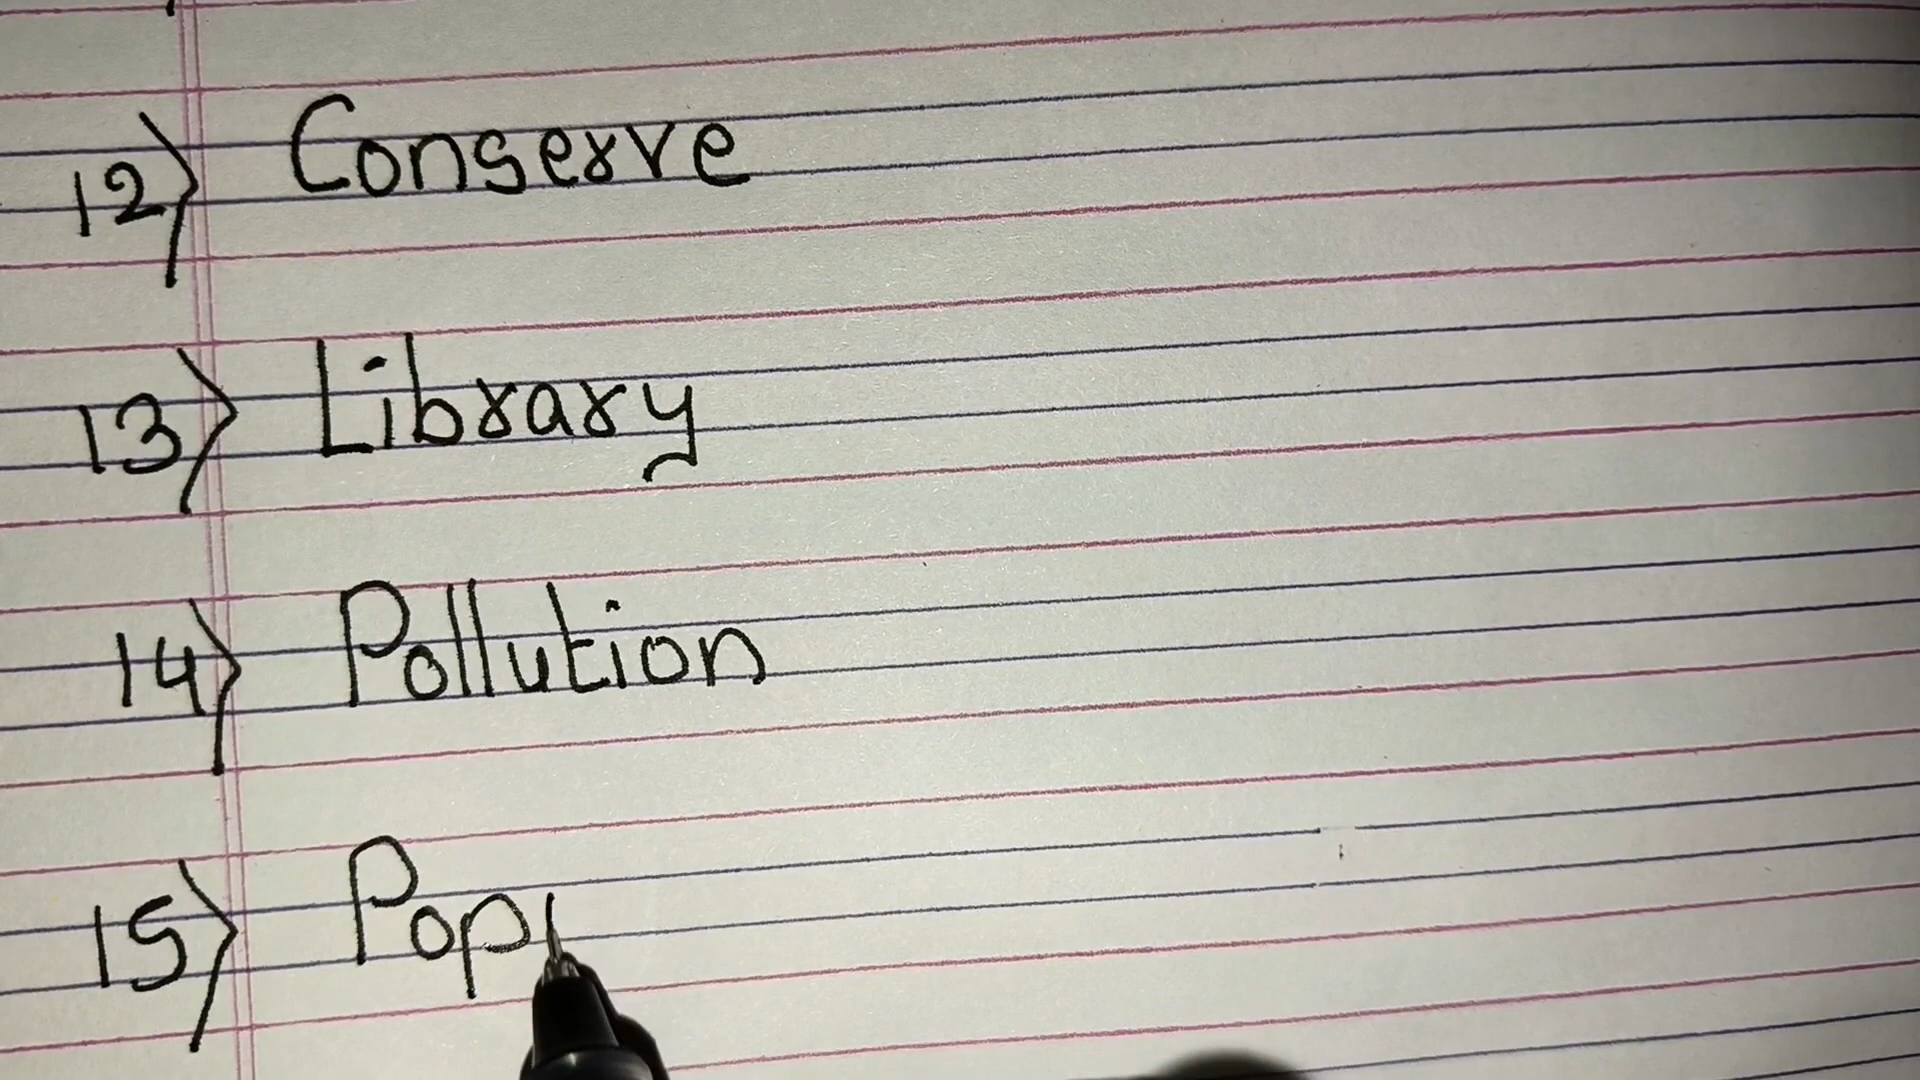 12) Conserve
13) Library
14) Pollution
15) Pop